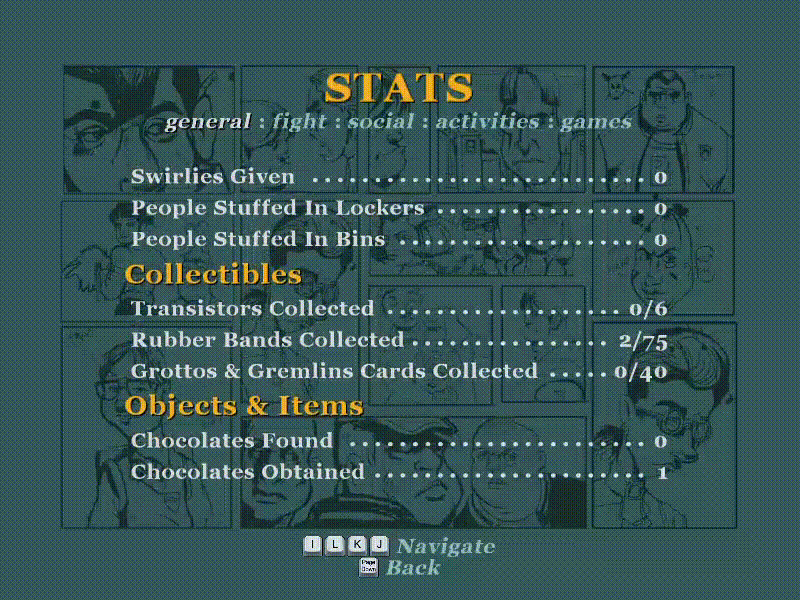 STATS
general : fight : social : activities : games
Swirlies Given ........................ 0
People Stuffed In Lockers ............... 0
People Stuffed In Bins .................. 0
Collectibles
Transistors Collected ................. 0/6
Rubber Bands Collected .............. 2/75
Grottos & Gremlins Cards Collected ..... 0/40
Objects & Items
Chocolates Found ..................... 0
Chocolates Obtained ................... 1
I L K J Navigate
Page Down Back